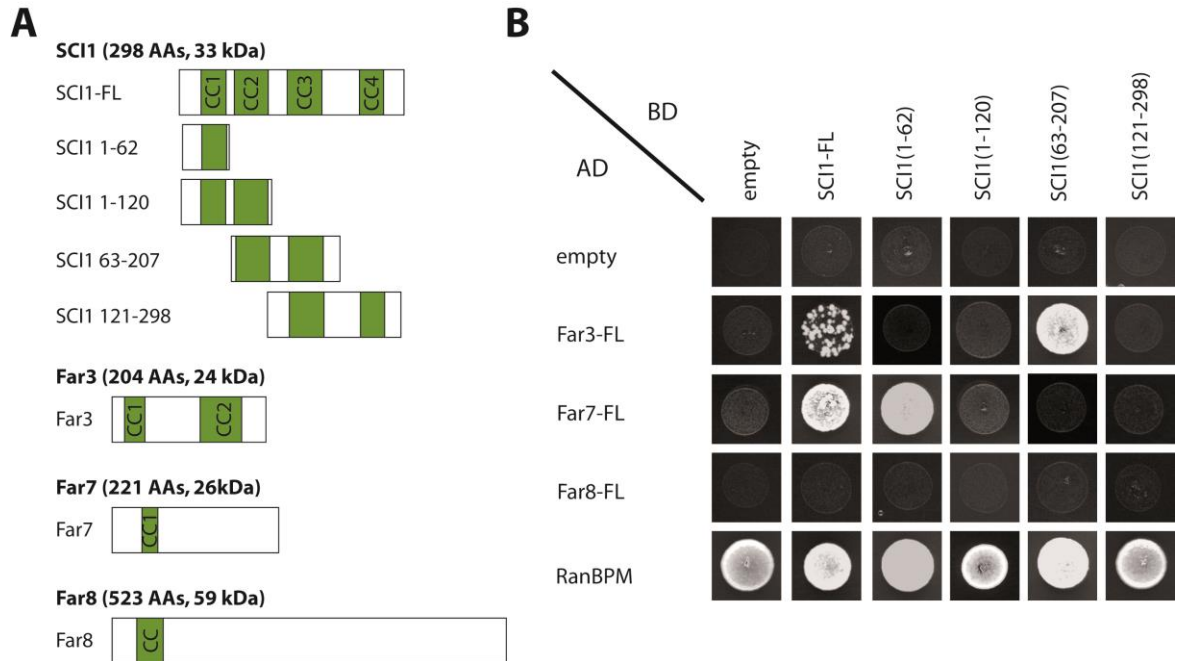 A
SCI1 (298 AAs, 33 kDa)
SCI1-FL
CC1 CC2 CC3 CC4
SCI1 1-62
SCI1 1-120
SCI1 63-207
SCI1 121-298
Far3 (204 AAs, 24 kDa)
Far3
CC1 CC2
Far7 (221 AAs, 26kDa)
Far7
CC1
Far8 (523 AAs, 59 kDa)
Far8
CC
B
BD
AD
empty
SCI1-FL
SCI1(1-62)
SCI1(1-120)
SCI1(63-207)
SCI1(121-298)
empty
Far3-FL
Far7-FL
Far8-FL
RanBPM